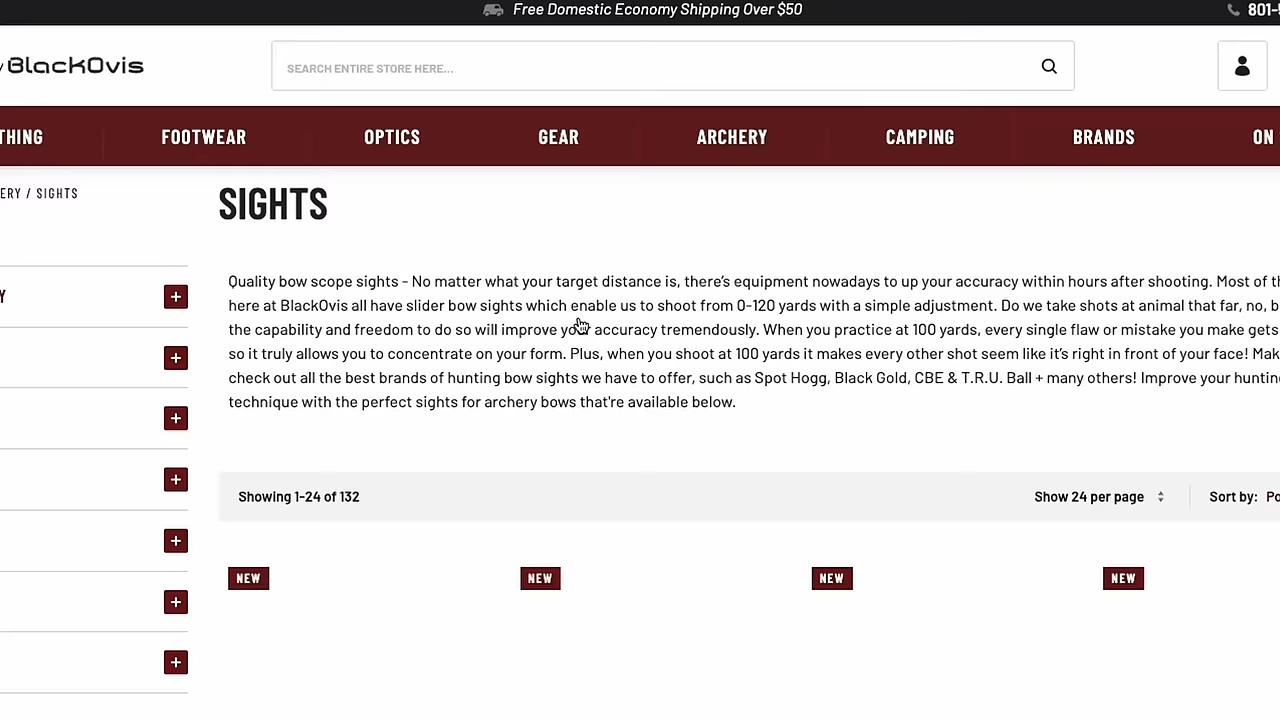 Free Domestic Economy Shipping Over $50
801-
BlackOvis
SEARCH ENTIRE STORE HERE...
THING FOOTWEAR OPTICS GEAR ARCHERY CAMPING BRANDS ON
ERY / SIGHTS
SIGHTS
Y
Quality bow scope sights - No matter what your target distance is, there's equipment nowadays to up your accuracy within hours after shooting. Most of th
here at BlackOvis all have slider bow sights which enable us to shoot from 0-120 yards with a simple adjustment. Do we take shots at animal that far, no, b
the capability and freedom to do so will improve your accuracy tremendously. When you practice at 100 yards, every single flaw or mistake you make gets
so it truly allows you to concentrate on your form. Plus, when you shoot at 100 yards it makes every other shot seem like it's right in front of your face! Mak
check out all the best brands of hunting bow sights we have to offer, such as Spot Hogg, Black Gold, CBE & T.R.U. Ball + many others! Improve your hunting
technique with the perfect sights for archery bows that're available below.
Showing 1-24 of 132
Show 24 per page
Sort by: Po
NEW NEW NEW NEW